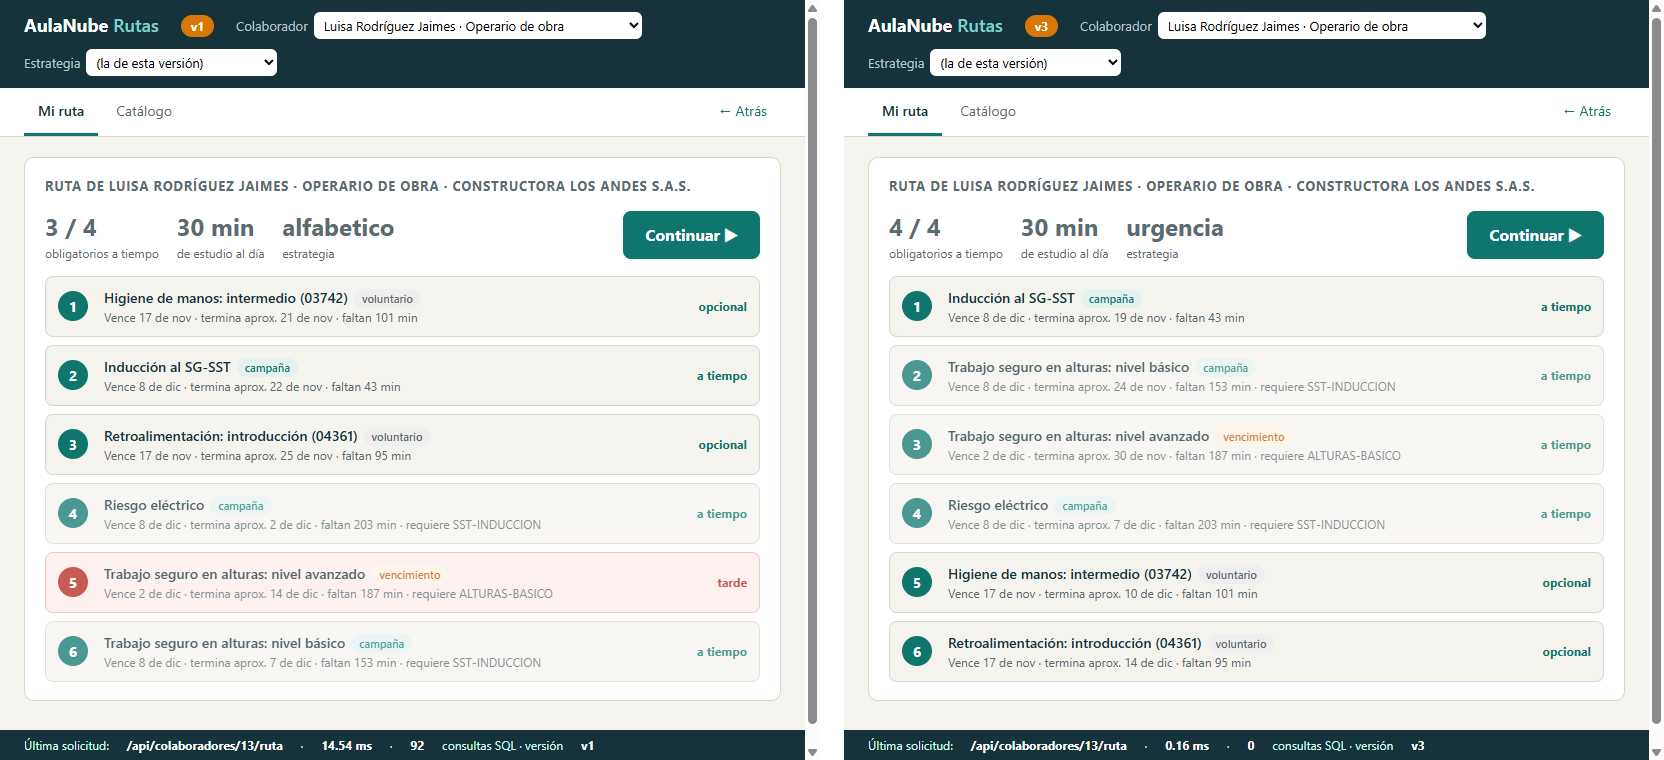 AulaNube Rutas v1 Colaborador Luisa Rodríguez Jaimes · Operario de obra
Estrategia (la de esta versión)
Mi ruta Catálogo ← Atrás
RUTA DE LUISA RODRÍGUEZ JAIMES · OPERARIO DE OBRA · CONSTRUCTORA LOS ANDES S.A.S.
3 / 4 30 min alfabetico Continuar ▶
obligatorios a tiempo de estudio al día estrategia
1 Higiene de manos: intermedio (03742) voluntario opcional
Vence 17 de nov · termina aprox. 21 de nov · faltan 101 min
2 Inducción al SG-SST campaña a tiempo
Vence 8 de dic · termina aprox. 22 de nov · faltan 43 min
3 Retroalimentación: introducción (04361) voluntario opcional
Vence 17 de nov · termina aprox. 25 de nov · faltan 95 min
4 Riesgo eléctrico campaña a tiempo
Vence 8 de dic · termina aprox. 2 de dic · faltan 203 min · requiere SST-INDUCCION
5 Trabajo seguro en alturas: nivel avanzado vencimiento tarde
Vence 2 de dic · termina aprox. 14 de dic · faltan 187 min · requiere ALTURAS-BASICO
6 Trabajo seguro en alturas: nivel básico campaña a tiempo
Vence 8 de dic · termina aprox. 7 de dic · faltan 153 min · requiere SST-INDUCCION
Última solicitud: /api/colaboradores/13/ruta · 14.54 ms · 92 consultas SQL · versión v1
AulaNube Rutas v3 Colaborador Luisa Rodríguez Jaimes · Operario de obra
Estrategia (la de esta versión)
Mi ruta Catálogo ← Atrás
RUTA DE LUISA RODRÍGUEZ JAIMES · OPERARIO DE OBRA · CONSTRUCTORA LOS ANDES S.A.S.
4 / 4 30 min urgencia Continuar ▶
obligatorios a tiempo de estudio al día estrategia
1 Inducción al SG-SST campaña a tiempo
Vence 8 de dic · termina aprox. 19 de nov · faltan 43 min
2 Trabajo seguro en alturas: nivel básico campaña a tiempo
Vence 8 de dic · termina aprox. 24 de nov · faltan 153 min · requiere SST-INDUCCION
3 Trabajo seguro en alturas: nivel avanzado vencimiento a tiempo
Vence 2 de dic · termina aprox. 30 de nov · faltan 187 min · requiere ALTURAS-BASICO
4 Riesgo eléctrico campaña a tiempo
Vence 8 de dic · termina aprox. 7 de dic · faltan 203 min · requiere SST-INDUCCION
5 Higiene de manos: intermedio (03742) voluntario opcional
Vence 17 de nov · termina aprox. 10 de dic · faltan 101 min
6 Retroalimentación: introducción (04361) voluntario opcional
Vence 17 de nov · termina aprox. 14 de dic · faltan 95 min
Última solicitud: /api/colaboradores/13/ruta · 0.16 ms · 0 consultas SQL · versión v3